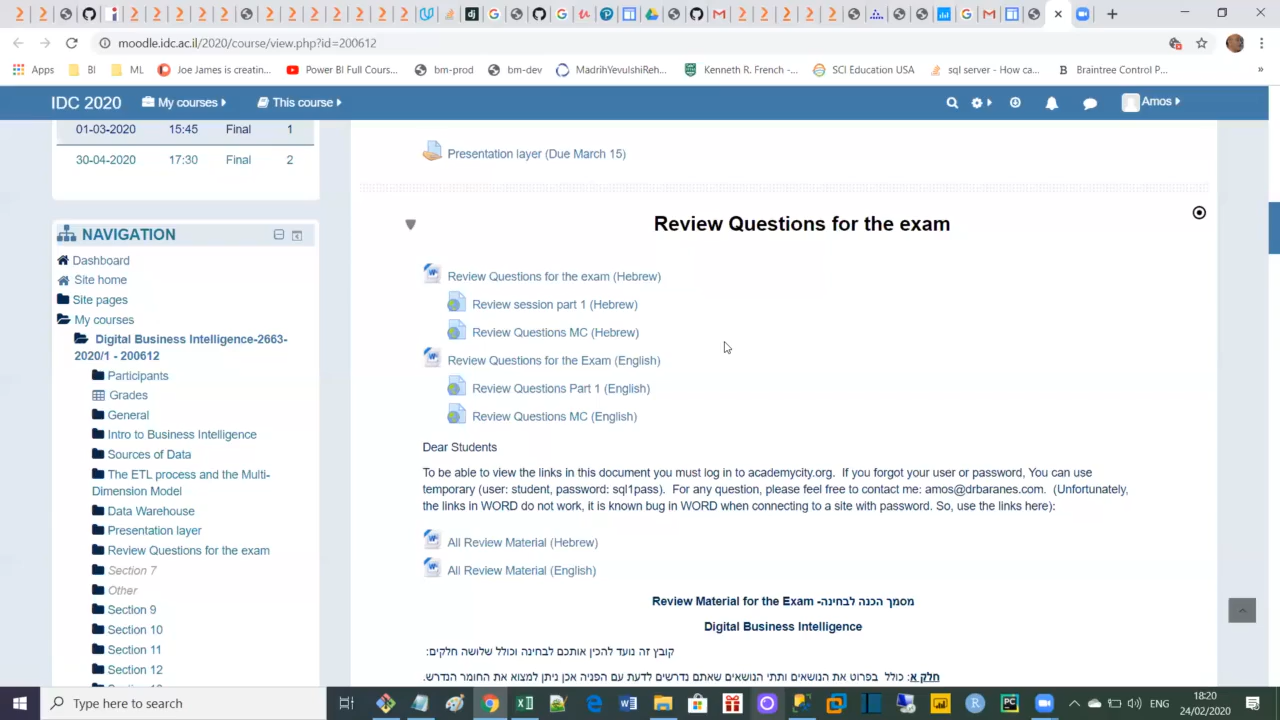 moodle.idc.ac.il/2020/course/view.php?id=200612
Apps BI ML Joe James is creatin... Power BI Full Cours... bm-prod bm-dev MadrihYevulshiReh... Kenneth R. French -... SCI Education USA sql server - How ca... Braintree Control P... »
IDC 2020 My courses This course Amos
01-03-2020 15:45 Final 1
30-04-2020 17:30 Final 2
NAVIGATION
Dashboard
Site home
Site pages
My courses
Digital Business Intelligence-2663-
2020/1 - 200612
Participants
Grades
General
Intro to Business Intelligence
Sources of Data
The ETL process and the Multi-
Dimension Model
Data Warehouse
Presentation layer
Review Questions for the exam
Section 7
Other
Section 9
Section 10
Section 11
Section 12
Presentation layer (Due March 15)
Review Questions for the exam
Review Questions for the exam (Hebrew)
Review session part 1 (Hebrew)
Review Questions MC (Hebrew)
Review Questions for the Exam (English)
Review Questions Part 1 (English)
Review Questions MC (English)
Dear Students
To be able to view the links in this document you must log in to academycity.org. If you forgot your user or password, You can use
temporary (user: student, password: sql1pass). For any question, please feel free to contact me: amos@drbaranes.com. (Unfortunately,
the links in WORD do not work, it is known bug in WORD when connecting to a site with password. So, use the links here):
All Review Material (Hebrew)
All Review Material (English)
Review Material for the Exam -מסמך הכנה לבחינה
Digital Business Intelligence
קובץ זה נועד להכין אותכם לבחינה וכולל שלושה חלקים:
חלק א: כולל בפרוט את הנושאים ותתי הנושאים שאתם נדרשים לדעת עם הפניה אכן ניתן למצוא את החומר הנדרש.
Type here to search
ENG
18:20
24/02/2020